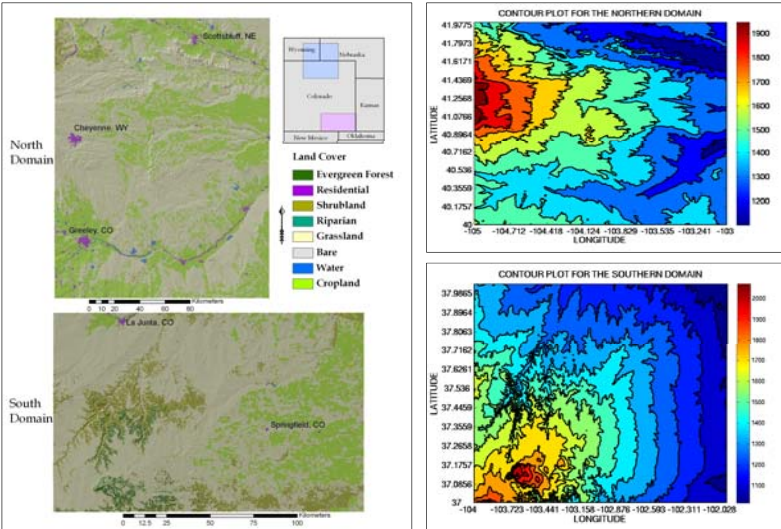 Scottsbluff, NE
Cheyenne, WY
North
Domain
Greeley, CO
0 10 20 40 60 80
Kilometers
Wyoming
Nebraska
Colorado
Kansas
New Mexico
Oklahoma
Land Cover
Evergreen Forest
Residential
Shrubland
Riparian
Grassland
Bare
Water
Cropland
La Junta, CO
South
Domain
Springfield, CO
0 12.5 25 50 75 100
Kilometers
CONTOUR PLOT FOR THE NORTHERN DOMAIN
LATITUDE
41.9775
41.7973
41.6171
41.4369
41.2568
41.0766
40.8964
40.7162
40.536
40.3559
40.1757
40
-105 -104.712 -104.418 -104.124 -103.829 -103.535 -103.241 -103
LONGITUDE
1900
1800
1700
1600
1500
1400
1300
1200
CONTOUR PLOT FOR THE SOUTHERN DOMAIN
LATITUDE
37.9865
37.8964
37.8063
37.7162
37.6261
37.536
37.4459
37.3559
37.2658
37.1757
37.0856
37
-104 -103.723 -103.441 -103.158 -102.876 -102.593 -102.311 -102.028
LONGITUDE
2000
1900
1800
1700
1600
1500
1400
1300
1200
1100